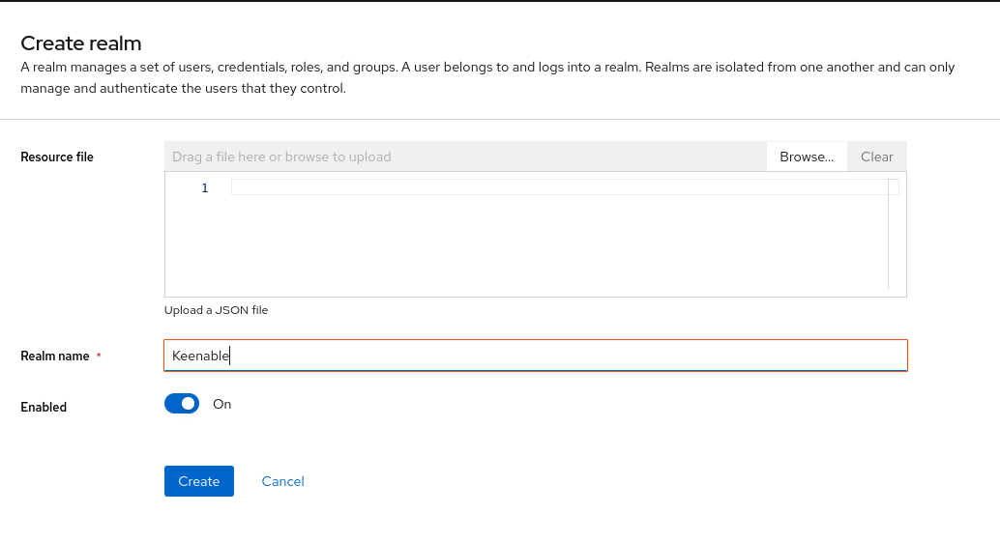 Create realm
A realm manages a set of users, credentials, roles, and groups. A user belongs to and logs into a realm. Realms are isolated from one another and can only
manage and authenticate the users that they control.
Resource file
Drag a file here or browse to upload
Browse...
Clear
1
Upload a JSON file
Realm name *
Keenable
Enabled
On
Create
Cancel